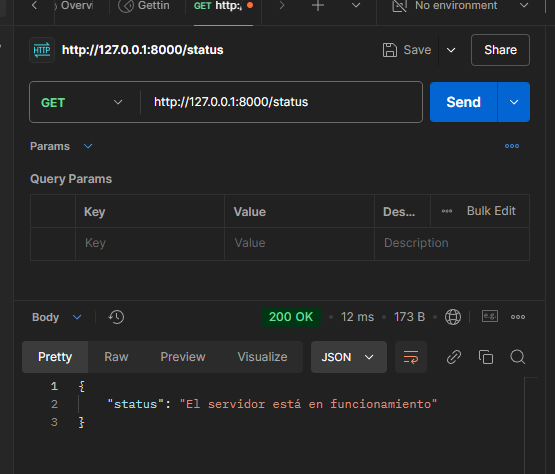 Overvi
Gettin
GET http:/
No environment
HTTP
http://127.0.0.1:8000/status
Save
Share
GET
http://127.0.0.1:8000/status
Send
Params
Query Params
Key Value Des... Bulk Edit
Key Value Description
Body
200 OK • 12 ms • 173 B
e.g.
Pretty Raw Preview Visualize JSON
1 {
2 "status": "El servidor está en funcionamiento"
3 }